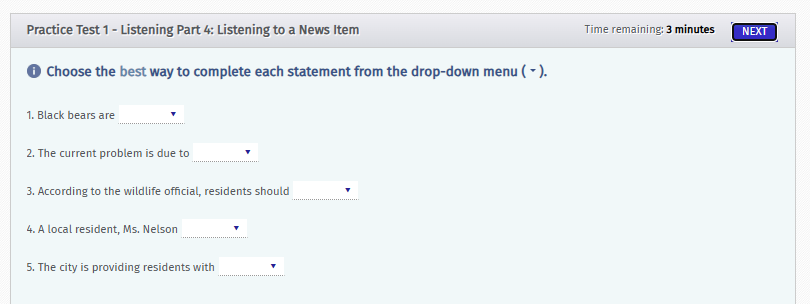 Practice Test 1 - Listening Part 4: Listening to a News Item
Time remaining: 3 minutes
NEXT
Choose the best way to complete each statement from the drop-down menu ( ▾ ).
1. Black bears are
2. The current problem is due to
3. According to the wildlife official, residents should
4. A local resident, Ms. Nelson
5. The city is providing residents with